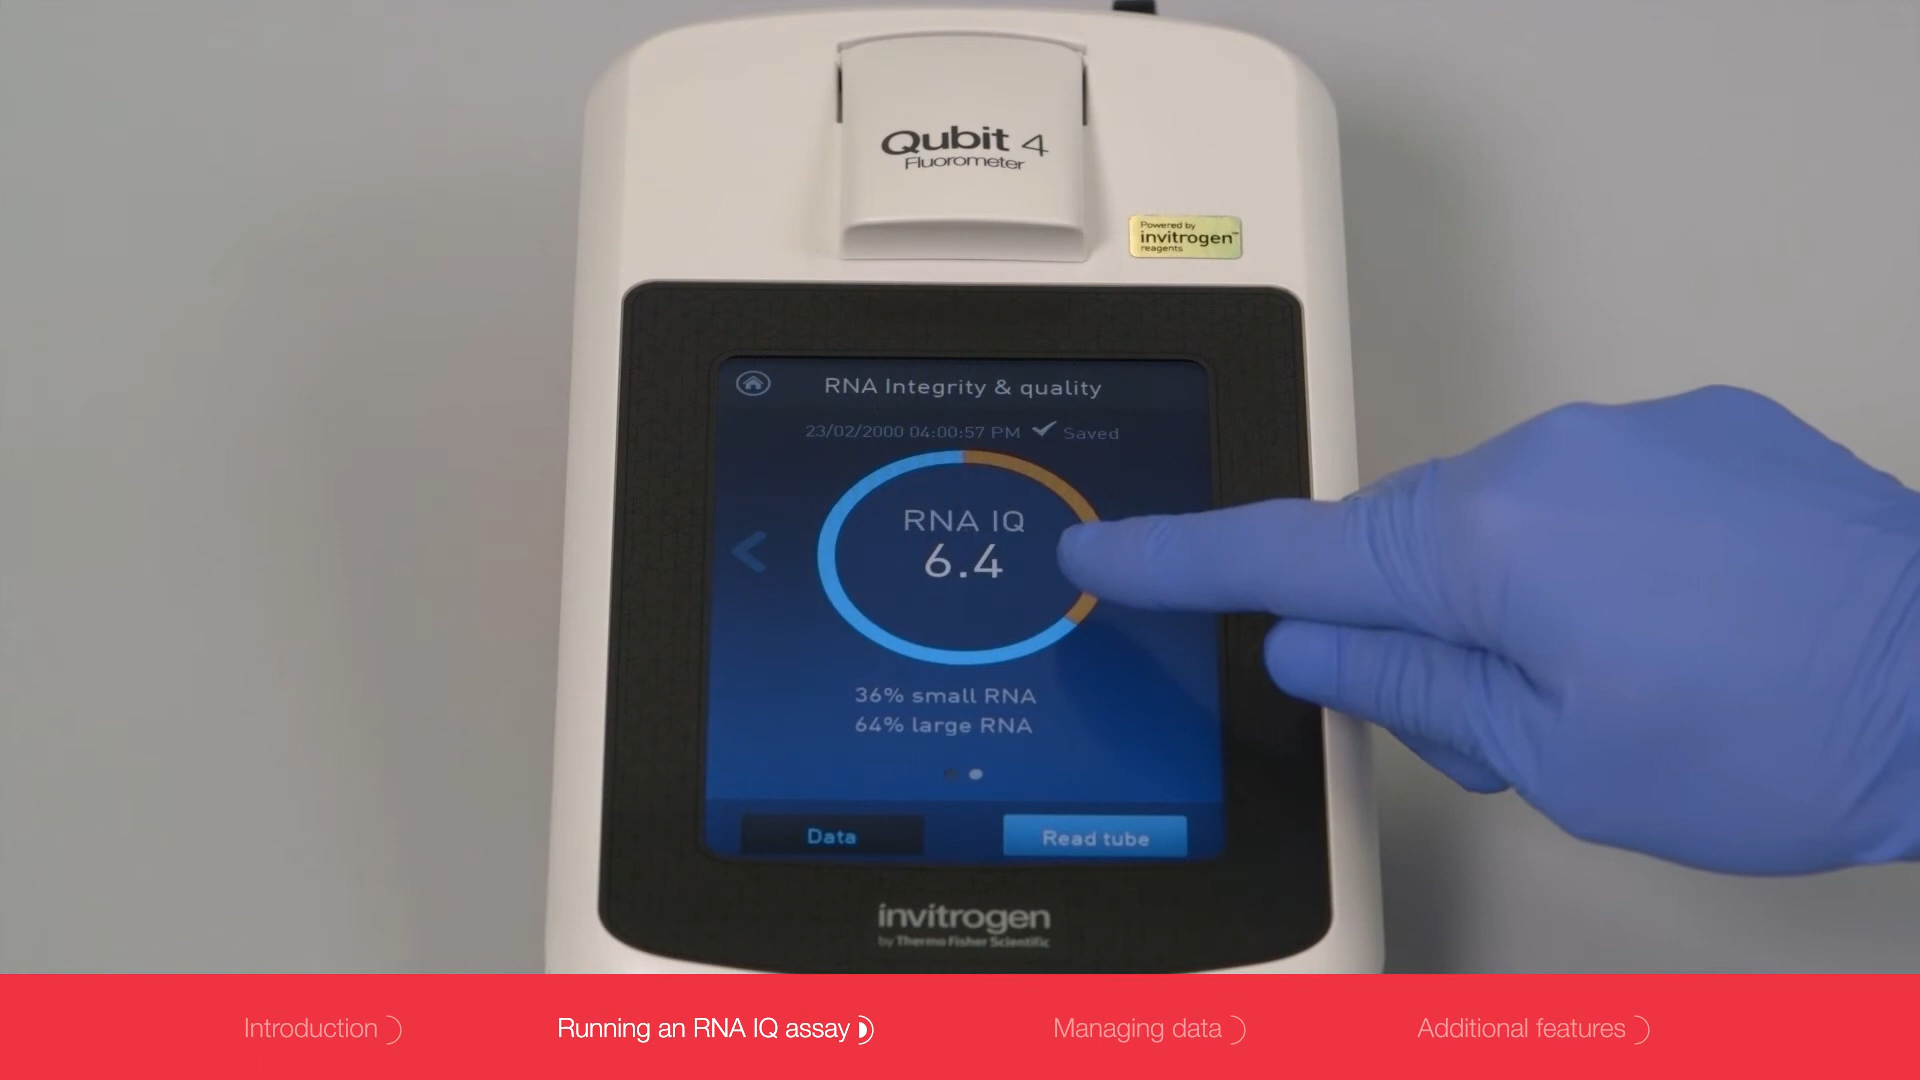 Qubit 4
Fluorometer
Powered by
invitrogen™
reagents
RNA Integrity & quality
23/02/2000 04:00:57 PM ✓ Saved
RNA IQ
6.4
36% small RNA
64% large RNA
Data
Read tube
invitrogen
by Thermo Fisher Scientific
Introduction
Running an RNA IQ assay
Managing data
Additional features